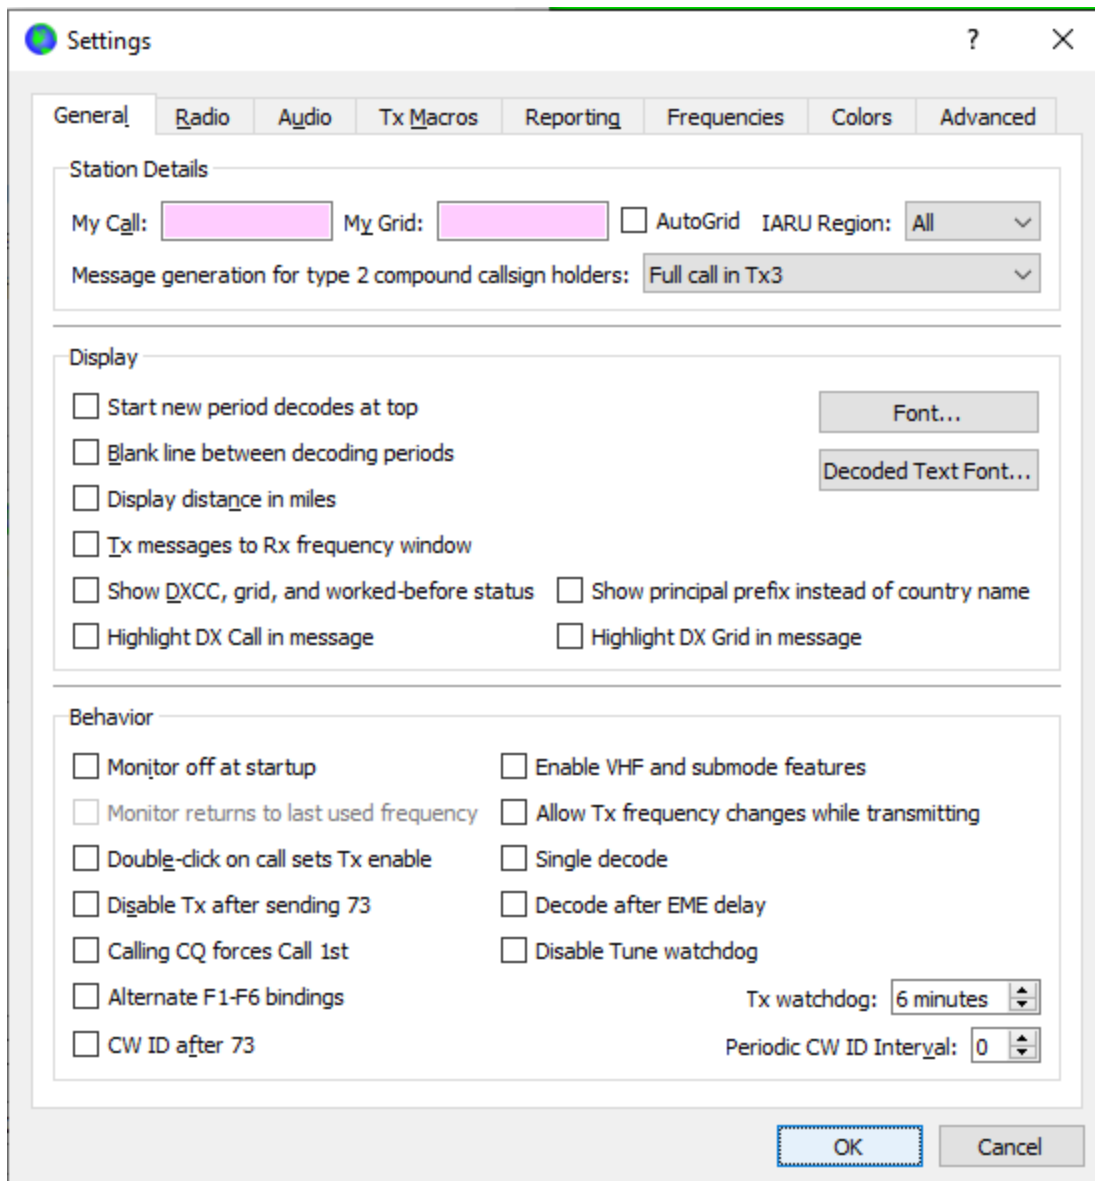 Settings ?
General Radio Audio Tx Macros Reporting Frequencies Colors Advanced
Station Details
My Call: My Grid: AutoGrid IARU Region: All
Message generation for type 2 compound callsign holders: Full call in Tx3
Display
Start new period decodes at top Font...
Blank line between decoding periods
Decoded Text Font...
Display distance in miles
Tx messages to Rx frequency window
Show DXCC, grid, and worked-before status Show principal prefix instead of country name
Highlight DX Call in message Highlight DX Grid in message
Behavior
Monitor off at startup Enable VHF and submode features
Monitor returns to last used frequency Allow Tx frequency changes while transmitting
Double-click on call sets Tx enable Single decode
Disable Tx after sending 73 Decode after EME delay
Calling CQ forces Call 1st Disable Tune watchdog
Alternate F1-F6 bindings Tx watchdog: 6 minutes
CW ID after 73 Periodic CW ID Interval: 0
OK Cancel